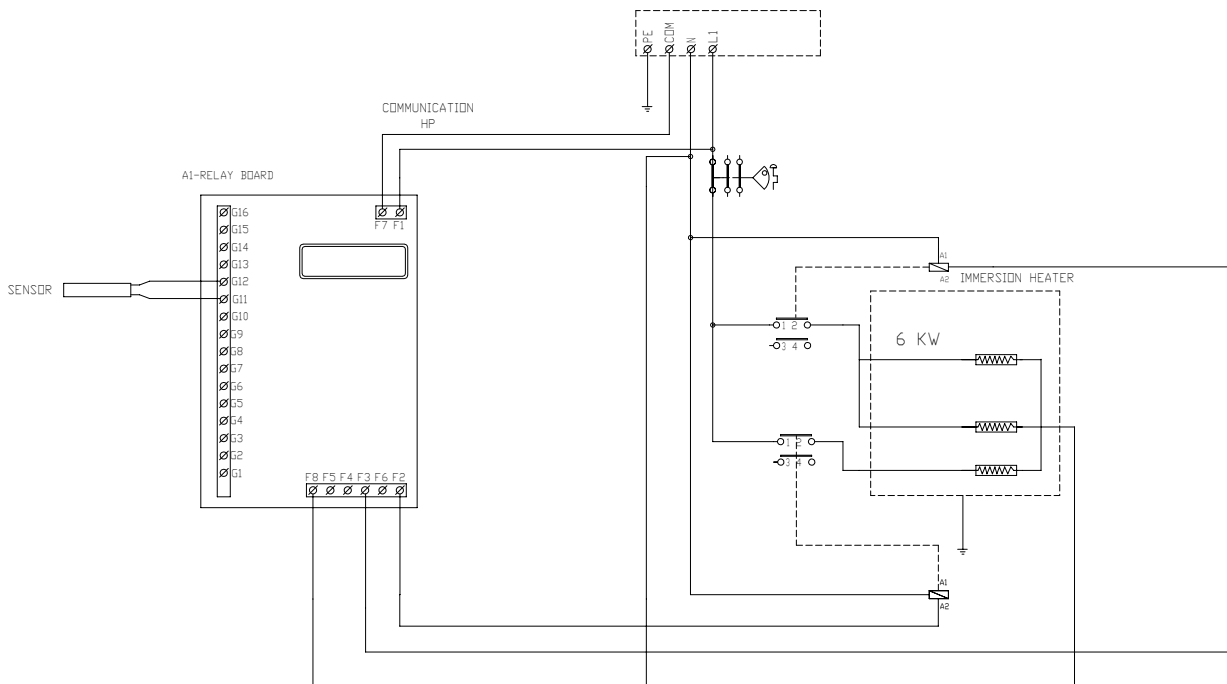 PE COM N L1
COMMUNICATION
HP
A1-RELAY BOARD
F7 F1
G16
G15
G14
G13
G12
G11
G10
G9
G8
G7
G6
G5
G4
G3
G2
G1
SENSOR
F8 F5 F4 F3 F6 F2
A1
A2 IMMERSION HEATER
1 2
3 4
6 KW
1 2
3 4
A1
A2